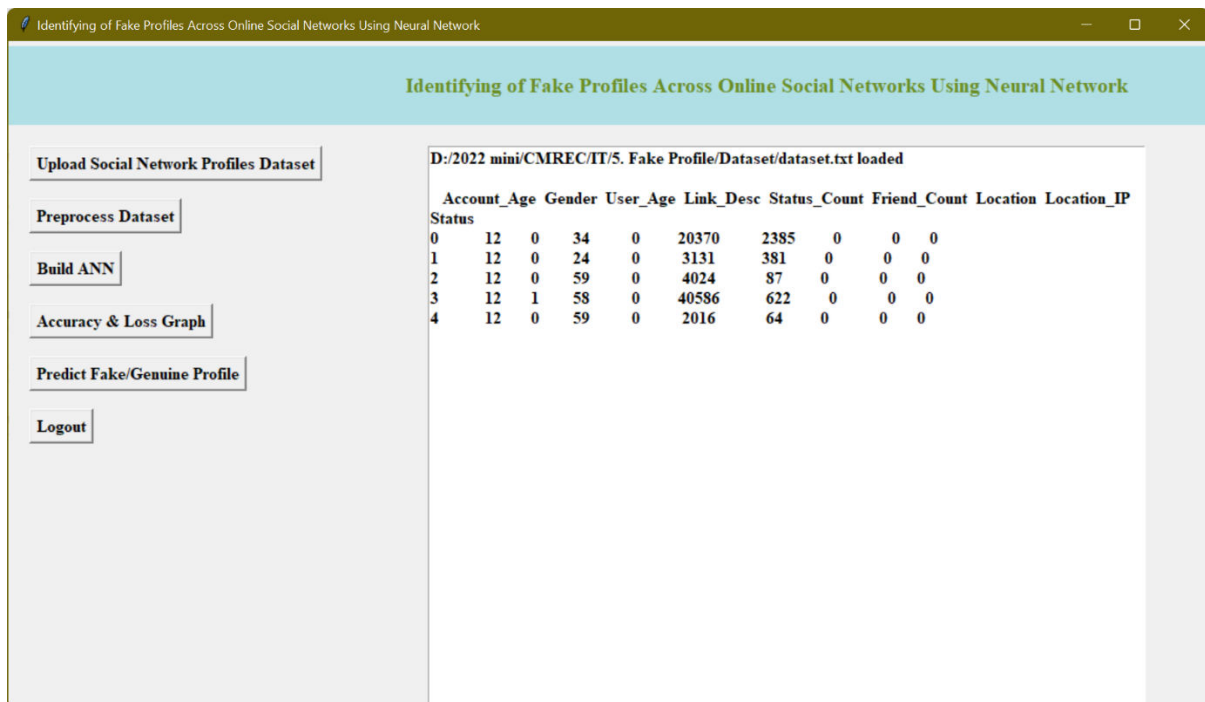 Identifying of Fake Profiles Across Online Social Networks Using Neural Network
Identifying of Fake Profiles Across Online Social Networks Using Neural Network
Upload Social Network Profiles Dataset
Preprocess Dataset
Build ANN
Accuracy & Loss Graph
Predict Fake/Genuine Profile
Logout
D:/2022 mini/CMREC/IT/5. Fake Profile/Dataset/dataset.txt loaded
Account_Age Gender User_Age Link_Desc Status_Count Friend_Count Location Location_IP
Status
0 12 0 34 0 20370 2385 0 0 0
1 12 0 24 0 3131 381 0 0 0
2 12 0 59 0 4024 87 0 0 0
3 12 1 58 0 40586 622 0 0 0
4 12 0 59 0 2016 64 0 0 0